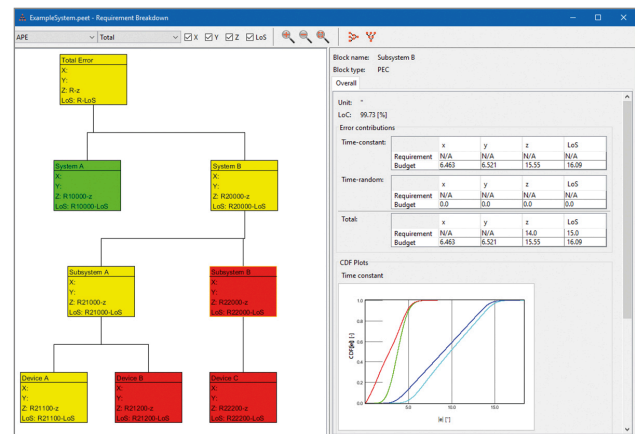 ExampleSystem.peet - Requirement Breakdown
APE Total X Y Z LoS
Total Error
X:
Y:
Z: R-z
LoS: R-LoS
System A
X:
Y:
Z: R10000-z
LoS: R10000-LoS
System B
X:
Y:
Z: R20000-z
LoS: R20000-LoS
Subsystem A
X:
Y:
Z: R21000-z
LoS: R21000-LoS
Subsystem B
X:
Y:
Z: R22000-z
LoS: R22000-LoS
Device A
X:
Y:
Z: R21100-z
LoS: R21100-LoS
Device B
X:
Y:
Z: R21200-z
LoS: R21200-LoS
Device C
X:
Y:
Z: R22200-z
LoS: R22200-LoS
Block name: Subsystem B
Block type: PEC
Overall
Unit: "
LoC: 99.73 [%]
Error contributions
Time-constant:
x y z LoS
Requirement N/A N/A N/A N/A
Budget 6.463 6.521 15.55 16.09
Time-random:
x y z LoS
Requirement N/A N/A N/A N/A
Budget 0.0 0.0 0.0 0.0
Total:
x y z LoS
Requirement N/A N/A 14.0 15.0
Budget 6.463 6.521 15.55 16.09
CDF Plots
Time constant
CDF(|e|) [-]
1.0
0.8
0.6
0.4
0.2
0.0
5.0 10.0 15.0
|e| ["]